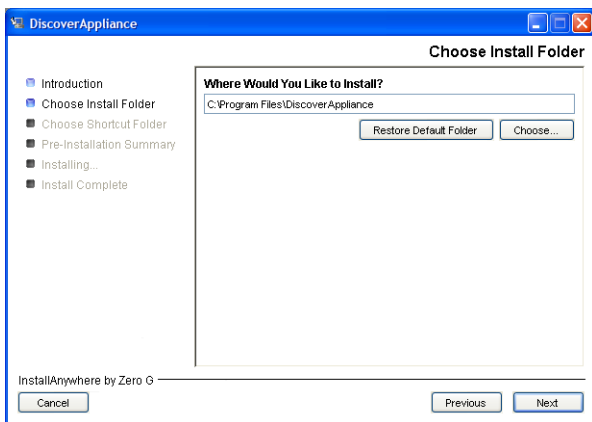 DiscoverAppliance
Choose Install Folder
Introduction
Choose Install Folder
Choose Shortcut Folder
Pre-Installation Summary
Installing...
Install Complete
Where Would You Like to Install?
C:\Program Files\DiscoverAppliance
Restore Default Folder
Choose...
InstallAnywhere by Zero G
Cancel
Previous
Next